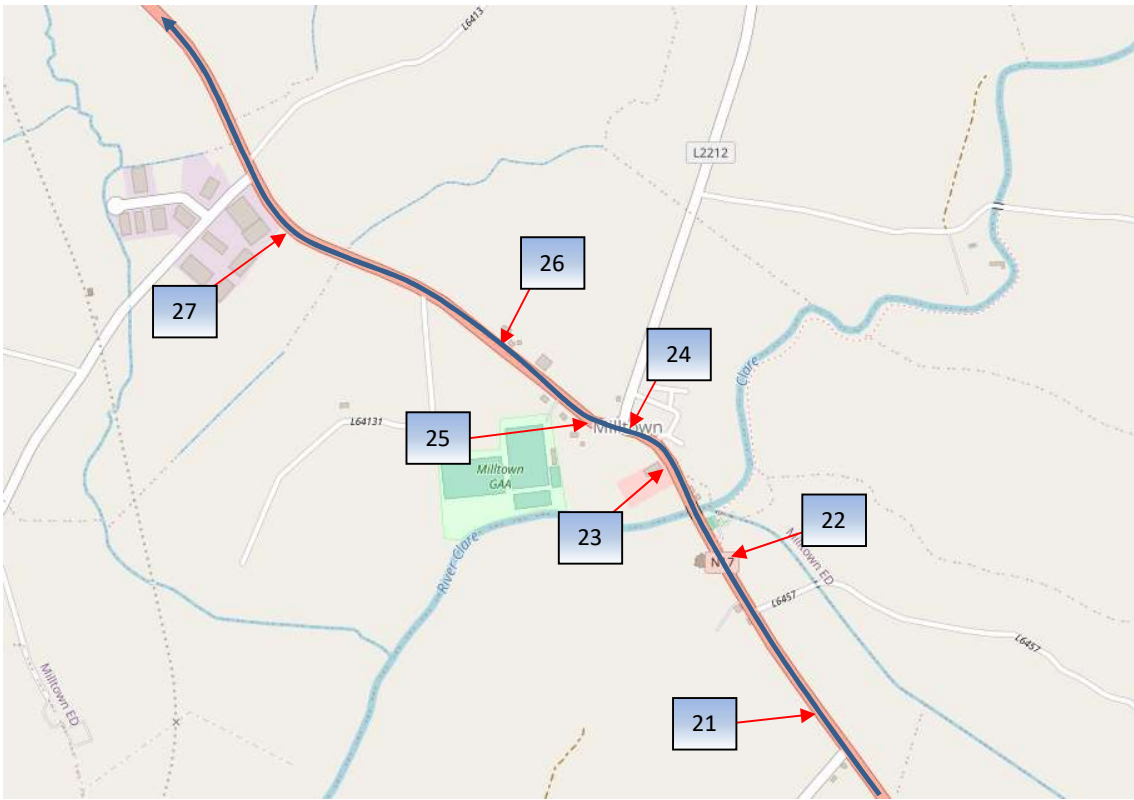 L6413
L2212
26
27
24
Clare
L64131
25
Milltown
Milltown
GAA
23
22
River Clare
N17
Milltown ED
L6457
L6457
Milltown ED
21